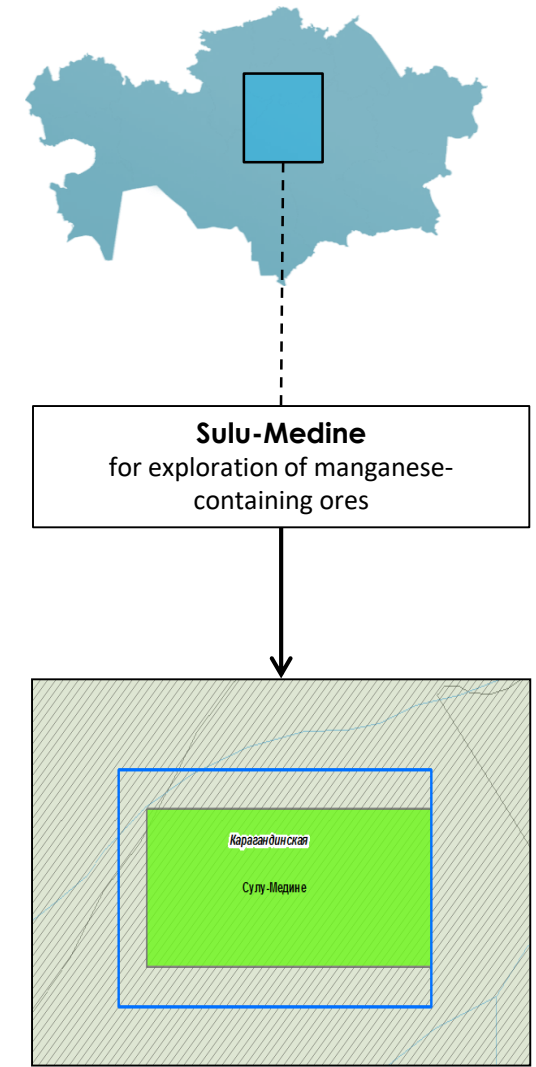 Sulu-Medine
for exploration of manganese-
containing ores
Карагандинская
Сулу-Медине